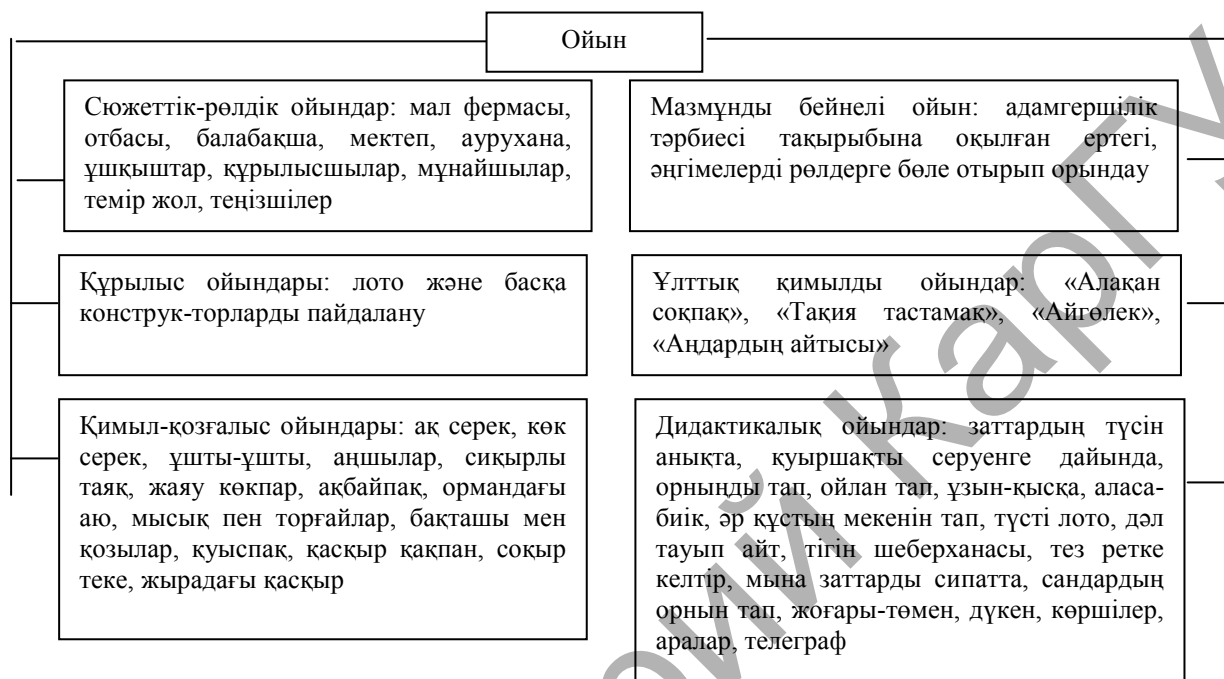 Ойын
Сюжеттік-рөлдік ойындар: мал фермасы,
отбасы, балабақша, мектеп, аурухана,
ұшқыштар, құрылысшылар, мұнайшылар,
темір жол, теңізшілер
Мазмұнды бейнелі ойын: адамгершілік
тәрбиесі тақырыбына оқылған ертегі,
әңгімелерді рөлдерге бөле отырып орындау
Құрылыс ойындары: лото және басқа
конструк-торларды пайдалану
Ұлттық қимылды ойындар: «Алақан
соқпақ», «Тақия тастамақ», «Айгөлек»,
«Аңдардың айтысы»
Қимыл-қозғалыс ойындары: ақ серек, көк
серек, ұшты-ұшты, аңшылар, сиқырлы
таяқ, жаяу көкпар, ақбайпақ, ормандағы
аю, мысық пен торғайлар, бақташы мен
қозылар, қуыспақ, қасқыр қақпан, соқыр
теке, жырадағы қасқыр
Дидактикалық ойындар: заттардың түсін
анықта, қуыршақты серуенге дайында,
орныңды тап, ойлан тап, ұзын-қысқа, аласа-
биік, әр құстың мекенін тап, түсті лото, дәл
тауып айт, тігін шеберханасы, тез ретке
келтір, мына заттарды сипатта, сандардың
орнын тап, жоғары-төмен, дүкен, көршілер,
аралар, телеграф
КарГУ